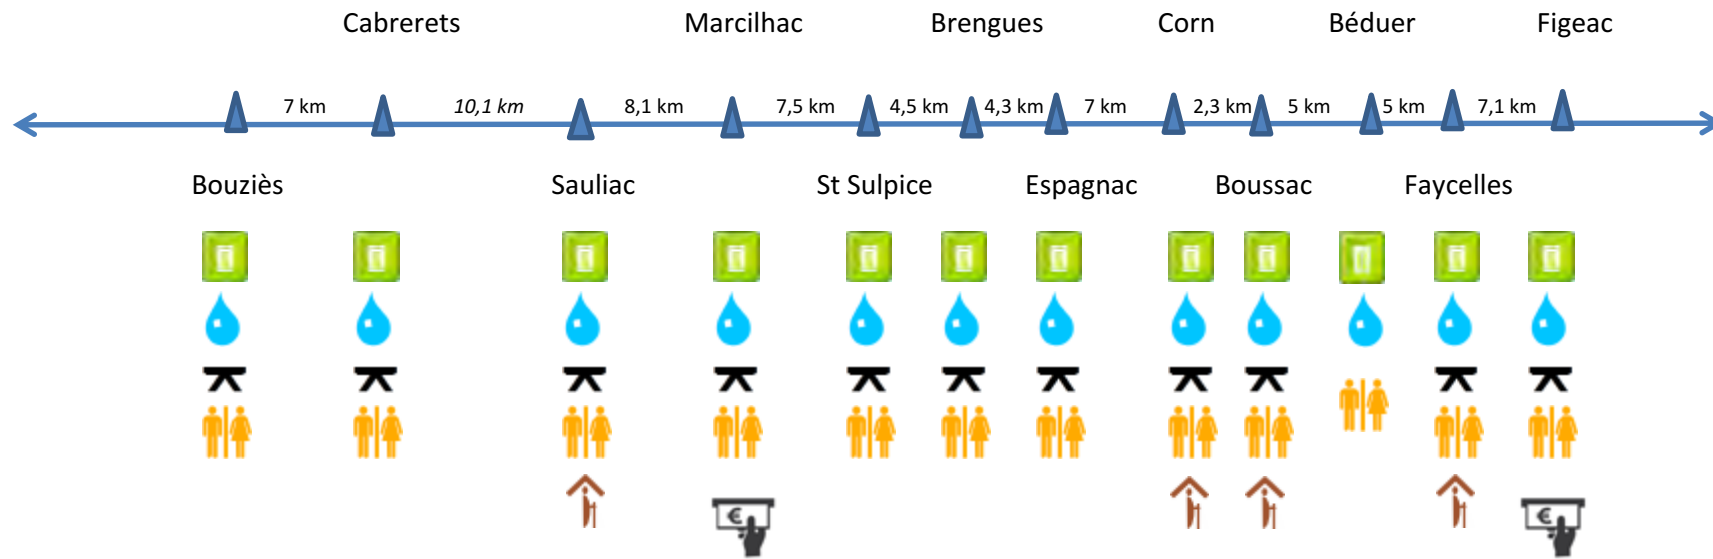 Cabrerets Marcilhac Brengues Corn Béduer Figeac
7 km 10,1 km 8,1 km 7,5 km 4,5 km 4,3 km 7 km 2,3 km 5 km 5 km 7,1 km
Bouziès Sauliac St Sulpice Espagnac Boussac Faycelles
€ €